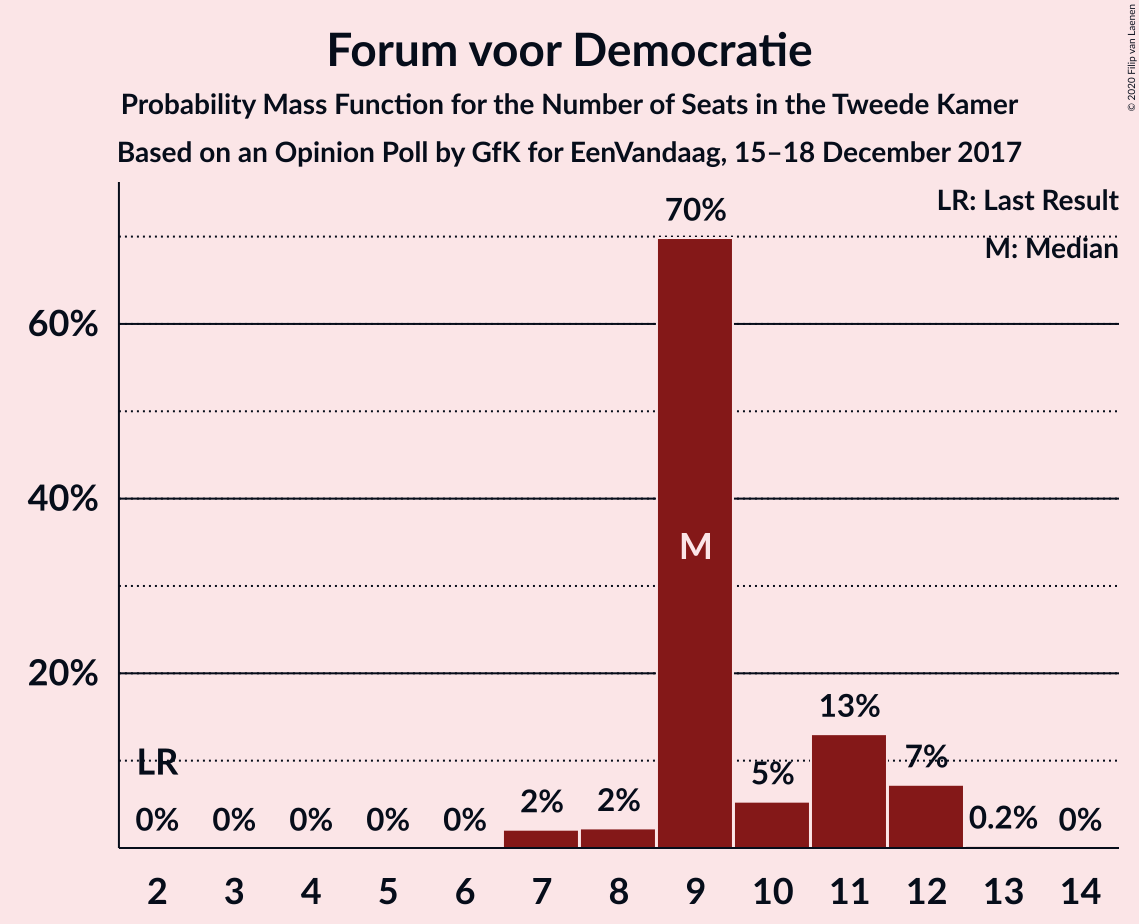 Forum voor Democratie
Probability Mass Function for the Number of Seats in the Tweede Kamer
Based on an Opinion Poll by GfK for EenVandaag, 15–18 December 2017
© 2020 Filip van Laenen
LR: Last Result
M: Median
70%
60%
40%
M
20%
13%
LR
5%
7%
0%
0%
0%
0%
0%
2%
2%
0.2%
0%
2 3 4 5 6 7 8 9 10 11 12 13 14